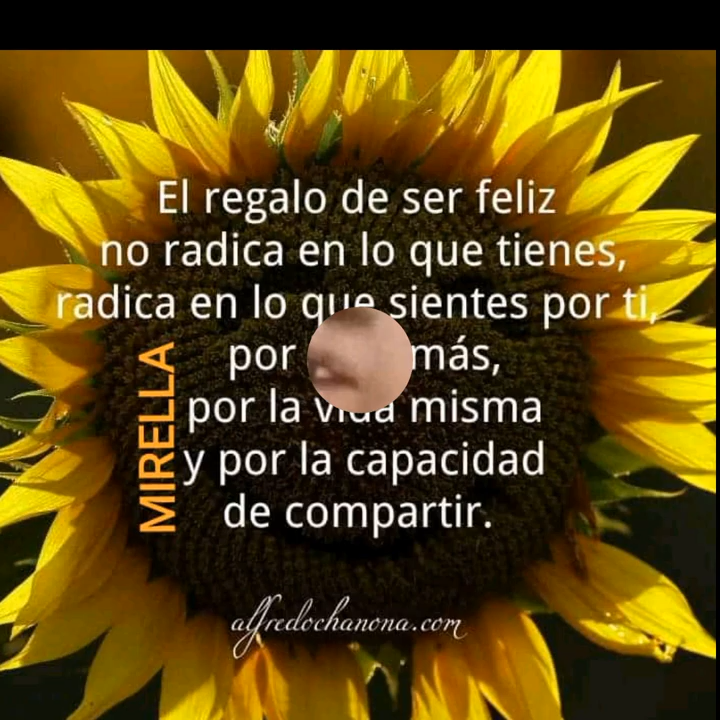 El regalo de ser feliz
no radica en lo que tienes,
radica en lo que sientes por ti,
por más,
por la vida misma
y por la capacidad
de compartir.
MIRELLA
alfredochanona.com